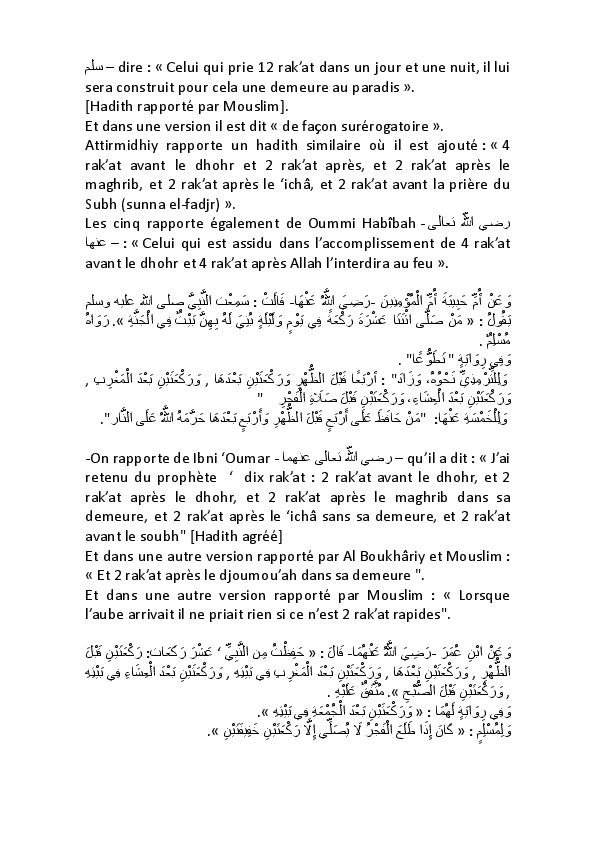 سلم – dire : « Celui qui prie 12 rak’at dans un jour et une nuit, il lui
sera construit pour cela une demeure au paradis ».
[Hadith rapporté par Mouslim].
Et dans une version il est dit « de façon surérogatoire ».
Attirmidhiy rapporte un hadith similaire où il est ajouté : « 4
rak’at avant le dhohr et 2 rak’at après, et 2 rak’at après le
maghrib, et 2 rak’at après le ‘ichâ, et 2 rak’at avant la prière du
Subh (sunna el-fadjr) ».
Les cinq rapporte également de Oummi Habîbah - رضي الله تعالى
عنها – : « Celui qui est assidu dans l’accomplissement de 4 rak’at
avant le dhohr et 4 rak’at après Allah l’interdira au feu ».
وَعَنْ أُمِّ حَبِيبَةَ أُمِّ الْمُؤْمِنِينَ -رَضِيَ اللَّهُ عَنْهَا- قَالَتْ : سَمِعْتَ النَّبِيَّ صلى الله عليه وسلم
يَقُولُ : « مَنْ صَلَّى اثْنَتَا عَشْرَةَ رَكْعَةً فِي يَوْمٍ وَلَيْلَةٍ بُنِيَ لَهُ بِهِنَّ بَيْتٌ فِي الْجَنَّةِ ». رَوَاهُ
مُسْلِمٌ .
وَفِي رِوَايَةٍ " تَطَوُّعًا" .
وَلِلتِّرْمِذِيِّ نَحْوُهُ، وَزَادَ" : أَرْبَعًا قَبْلَ الظُّهْرِ وَرَكْعَتَيْنِ بَعْدَهَا , وَرَكْعَتَيْنِ بَعْدَ الْمَغْرِبِ ,
وَرَكْعَتَيْنِ بَعْدَ الْعِشَاءِ، وَرَكْعَتَيْنِ قَبْلَ صَلَاةِ الْفَجْرِ "
وَلِلْخَمْسَةِ عَنْهَا: "مَنْ حَافَظَ عَلَى أَرْبَعٍ قَبْلَ الظُّهْرِ وَأَرْبَعٍ بَعْدَهَا حَرَّمَهُ اللَّهُ عَلَى النَّار".
-On rapporte de Ibni ‘Oumar - رضي الله تعالى عنهما – qu’il a dit : « J’ai
retenu du prophète ‘ dix rak’at : 2 rak’at avant le dhohr, et 2
rak’at après le dhohr, et 2 rak’at après le maghrib dans sa
demeure, et 2 rak’at après le ‘ichâ sans sa demeure, et 2 rak’at
avant le soubh" [Hadith agréé]
Et dans une autre version rapporté par Al Boukhâriy et Mouslim :
« Et 2 rak’at après le djoumou’ah dans sa demeure ".
Et dans une autre version rapporté par Mouslim : « Lorsque
l’aube arrivait il ne priait rien si ce n’est 2 rak’at rapides".
وَعَنْ ابْنِ عُمَرَ -رَضِيَ اللَّهُ عَنْهُمَا- قَالَ : « حَفِظْتُ مِن النَّبِيِّ ‘ عَشْرَ رَكَعَاتٍ: رَكْعَتَيْنِ قَبْلَ
الظُّهْرِ , وَرَكْعَتَيْنِ بَعْدَهَا , وَرَكْعَتَيْنِ بَعْدَ الْمَغْرِبِ فِي بَيْتِهِ , وَرَكْعَتَيْنِ بَعْدَ الْعِشَاءِ فِي بَيْتِهِ
, وَرَكْعَتَيْنِ قَبْلَ الصُّبْحِ ». مُتَّفَقٌ عَلَيْهِ .
وَفِي رِوَايَةٍ لَهُمَا : « وَرَكْعَتَيْنِ بَعْدَ الْجُمْعَةِ فِي بَيْتِهِ ».
وَلِمُسْلِمٍ : « كَانَ إِذَا طَلَعَ الْفَجْرُ لَا يُصَلِّي إِلَّا رَكْعَتَيْنِ خَفِيفَتَيْنِ ».